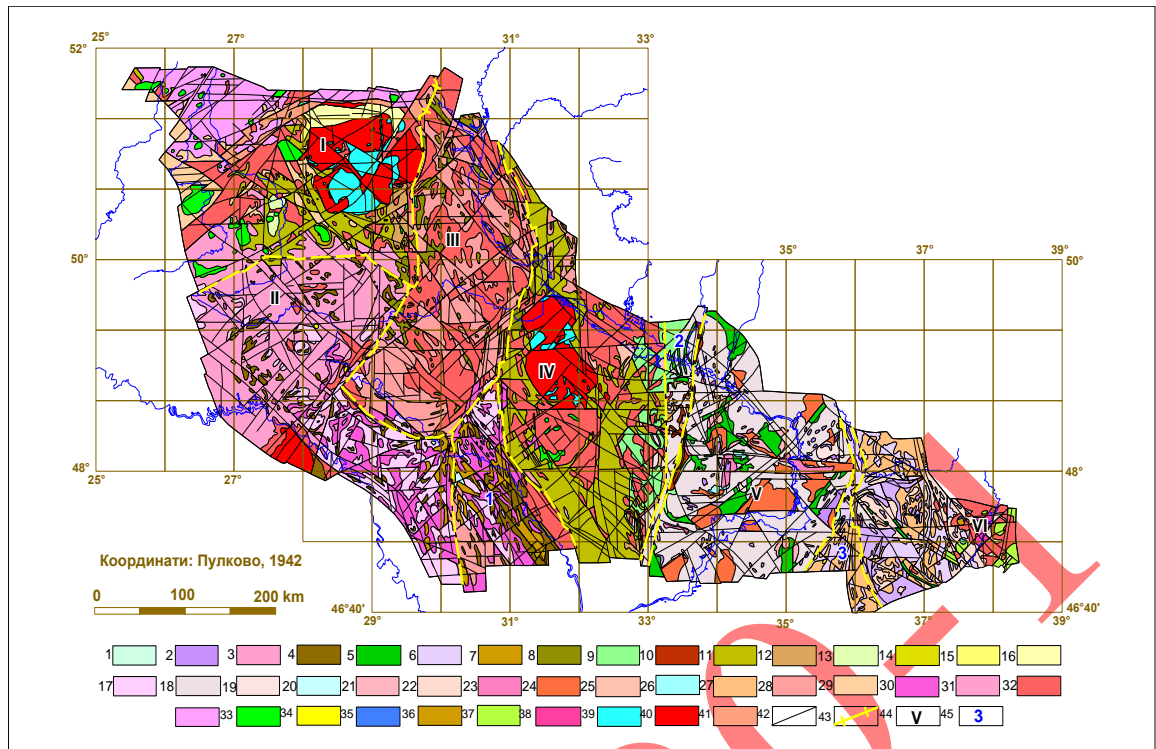 25° 27° 31° 33°
52°
I
III
50° 35° 37° 39° 50°
II
2
IV
48° 48°
25° 27°
1
V
VI
3
Координати: Пулково, 1942
0 100 200 km
46°40' 46°40'
29 31 33° 35° 37° 39°
1 2 3 4 5 6 7 8 9 10 11 12 13 14 15 16
17 18 19 20 21 22 23 24 25 26 27 28 29 30 31 32
33 34 35 36 37 38 39 40 41 42 43 44 V 45 3